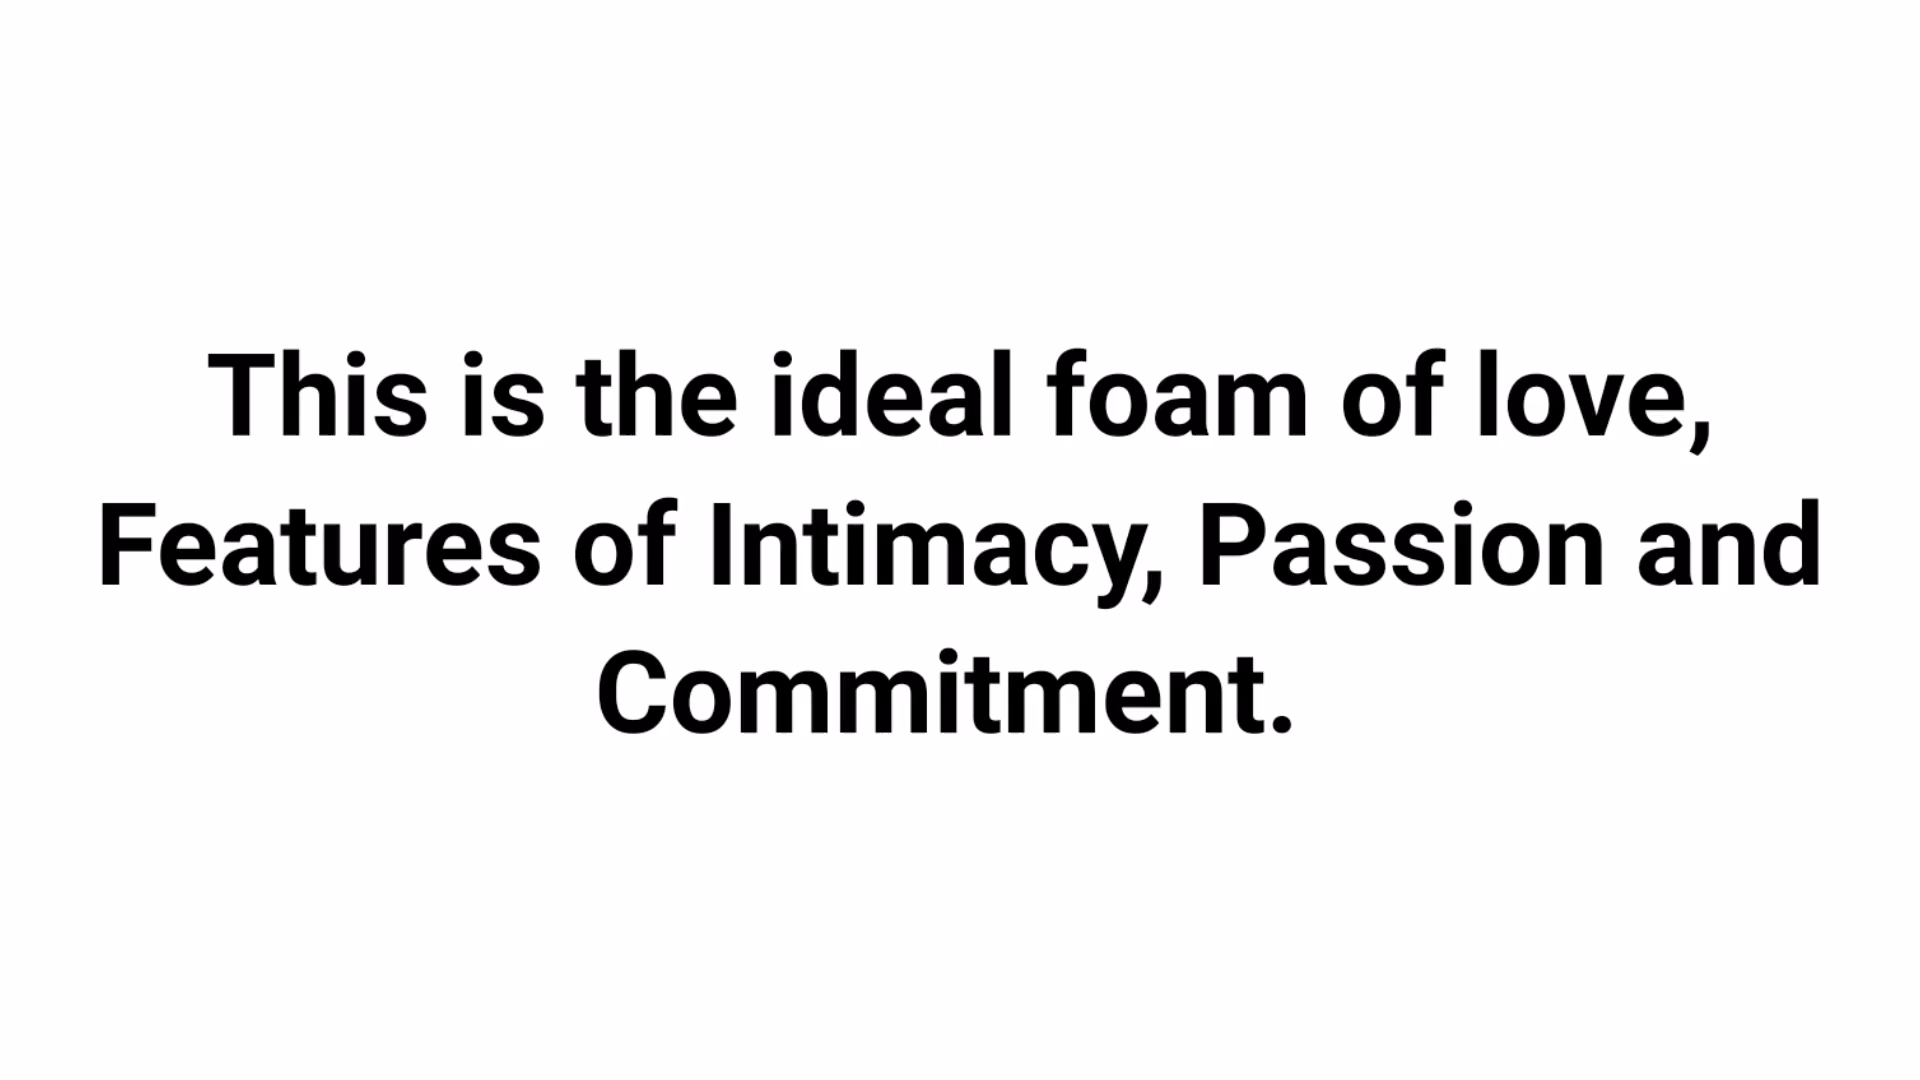 This is the ideal foam of love,
Features of Intimacy, Passion and
Commitment.